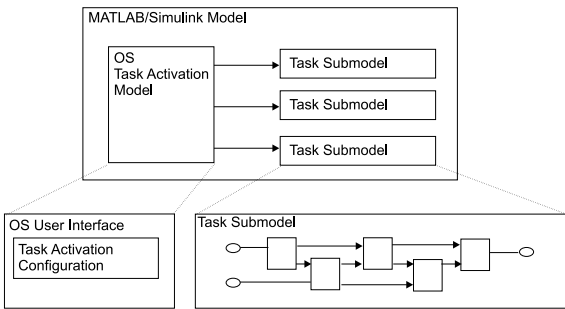 MATLAB/Simulink Model
OS
Task Activation
Model
Task Submodel
Task Submodel
Task Submodel
OS User Interface
Task Activation
Configuration
Task Submodel